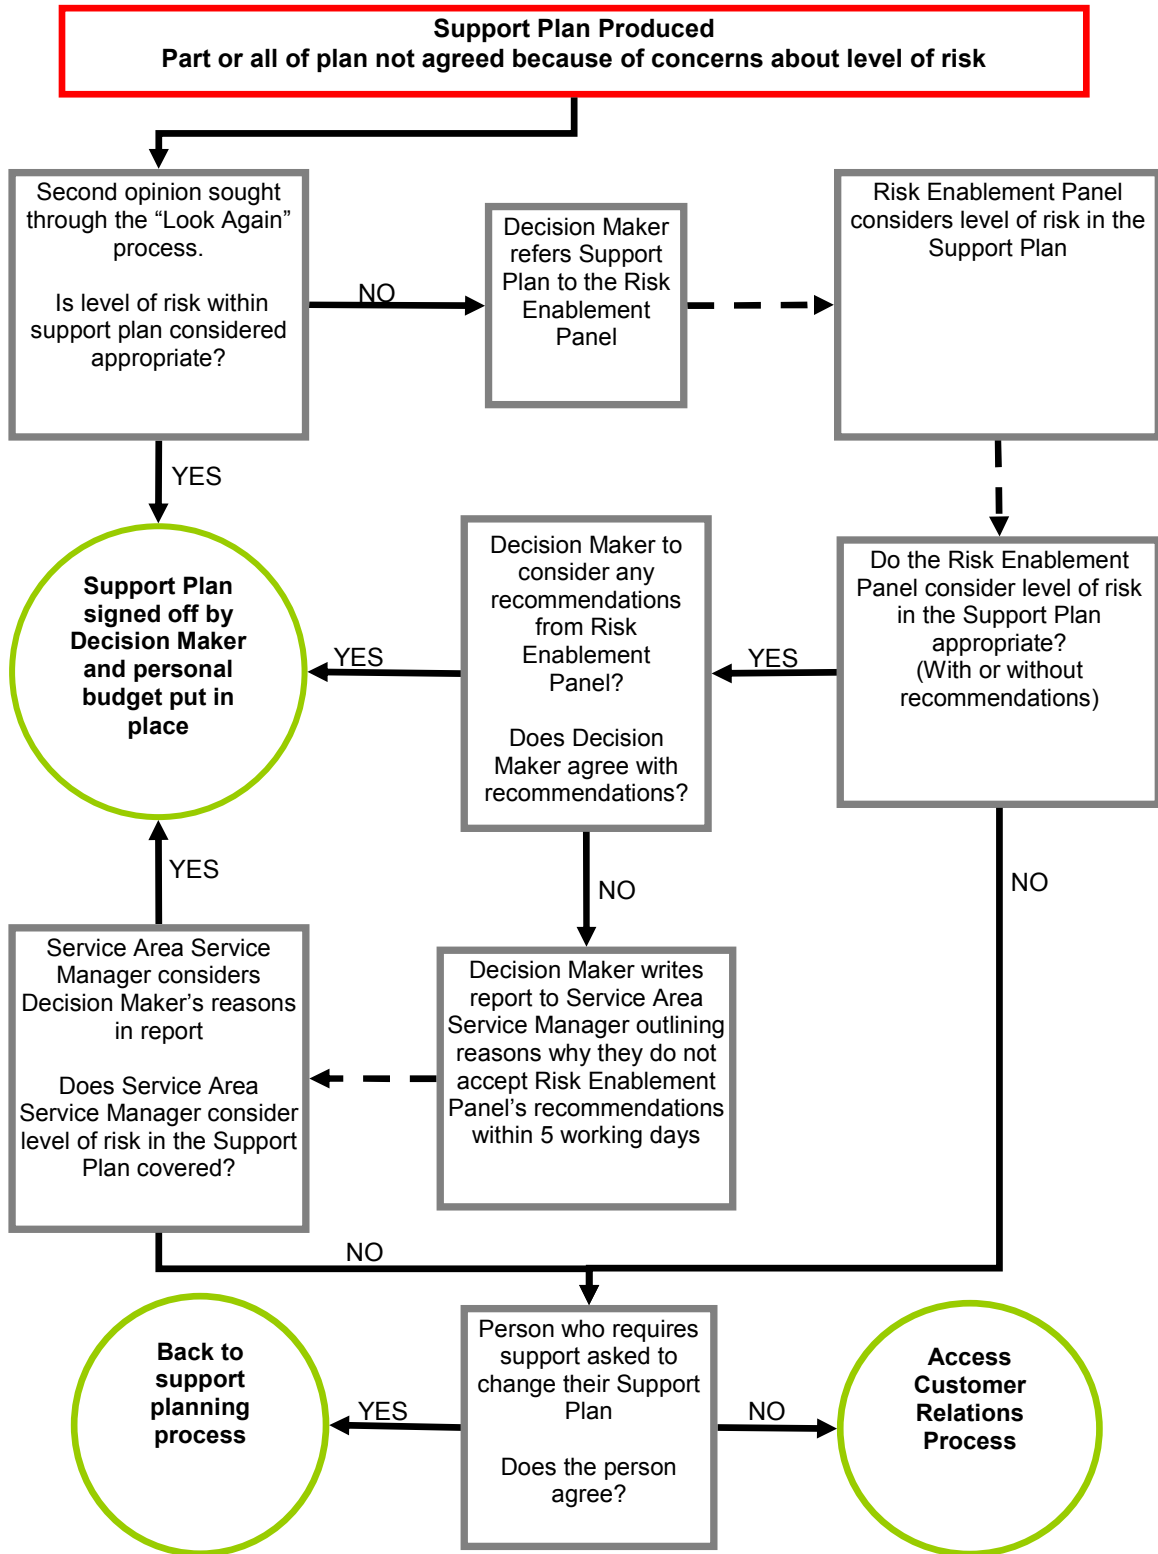 Support Plan Produced
Part or all of plan not agreed because of concerns about level of risk
Second opinion sought
through the “Look Again”
process.
Is level of risk within
support plan considered
appropriate?
NO
Decision Maker
refers Support
Plan to the Risk
Enablement
Panel
Risk Enablement Panel
considers level of risk in the
Support Plan
YES
Support Plan
signed off by
Decision Maker
and personal
budget put in
place
YES
Decision Maker to
consider any
recommendations
from Risk
Enablement
Panel?
Does Decision
Maker agree with
recommendations?
YES
Do the Risk Enablement
Panel consider level of risk
in the Support Plan
appropriate?
(With or without
recommendations)
YES
NO
NO
Service Area Service
Manager considers
Decision Maker’s reasons
in report
Does Service Area
Service Manager consider
level of risk in the Support
Plan covered?
Decision Maker writes
report to Service Area
Service Manager outlining
reasons why they do not
accept Risk Enablement
Panel’s recommendations
within 5 working days
NO
Back to
support
planning
process
YES
Person who requires
support asked to
change their Support
Plan
Does the person
agree?
NO
Access
Customer
Relations
Process